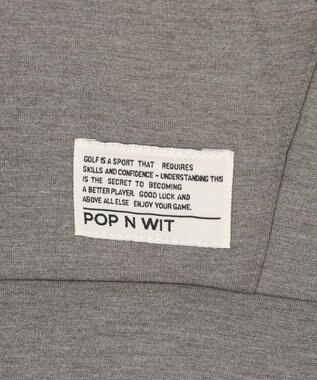 GOLF IS A SPORT THAT REQUIRES
SKILLS AND CONFIDENCE - UNDERSTANDING THIS
IS THE SECRET TO BECOMING
A BETTER PLAYER. GOOD LUCK AND
ABOVE ALL ELSE ENJOY YOUR GAME.
POP N WIT